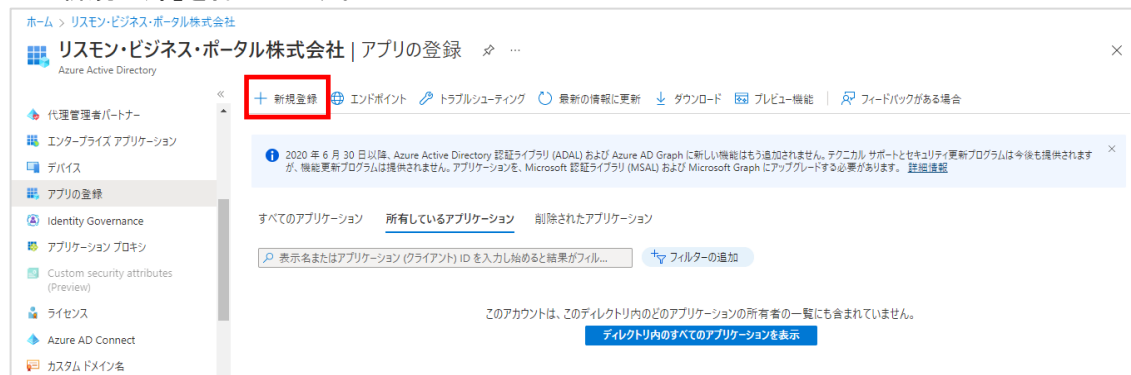 ホーム > リスモン・ビジネス・ポータル株式会社
リスモン・ビジネス・ポータル株式会社 | アプリの登録
Azure Active Directory
代理管理者パートナー
エンタープライズ アプリケーション
デバイス
アプリの登録
Identity Governance
アプリケーション プロキシ
Custom security attributes
(Preview)
ライセンス
Azure AD Connect
カスタム ドメイン名
新規登録 エンドポイント トラブルシューティング 最新の情報に更新 ダウンロード プレビュー機能 フィードバックがある場合
2020 年 6 月 30 日以降、Azure Active Directory 認証ライブラリ (ADAL) および Azure AD Graph に新しい機能はもう追加されません。テクニカル サポートとセキュリティ更新プログラムは今後も提供されます
が、機能更新プログラムは提供されません。アプリケーションを、Microsoft 認証ライブラリ (MSAL) および Microsoft Graph にアップグレードする必要があります。 詳細情報
すべてのアプリケーション 所有しているアプリケーション 削除されたアプリケーション
表示名またはアプリケーション (クライアント) ID を入力し始めると結果がフィル... フィルターの追加
このアカウントは、このディレクトリ内のどのアプリケーションの所有者の一覧にも含まれていません。
ディレクトリ内のすべてのアプリケーションを表示